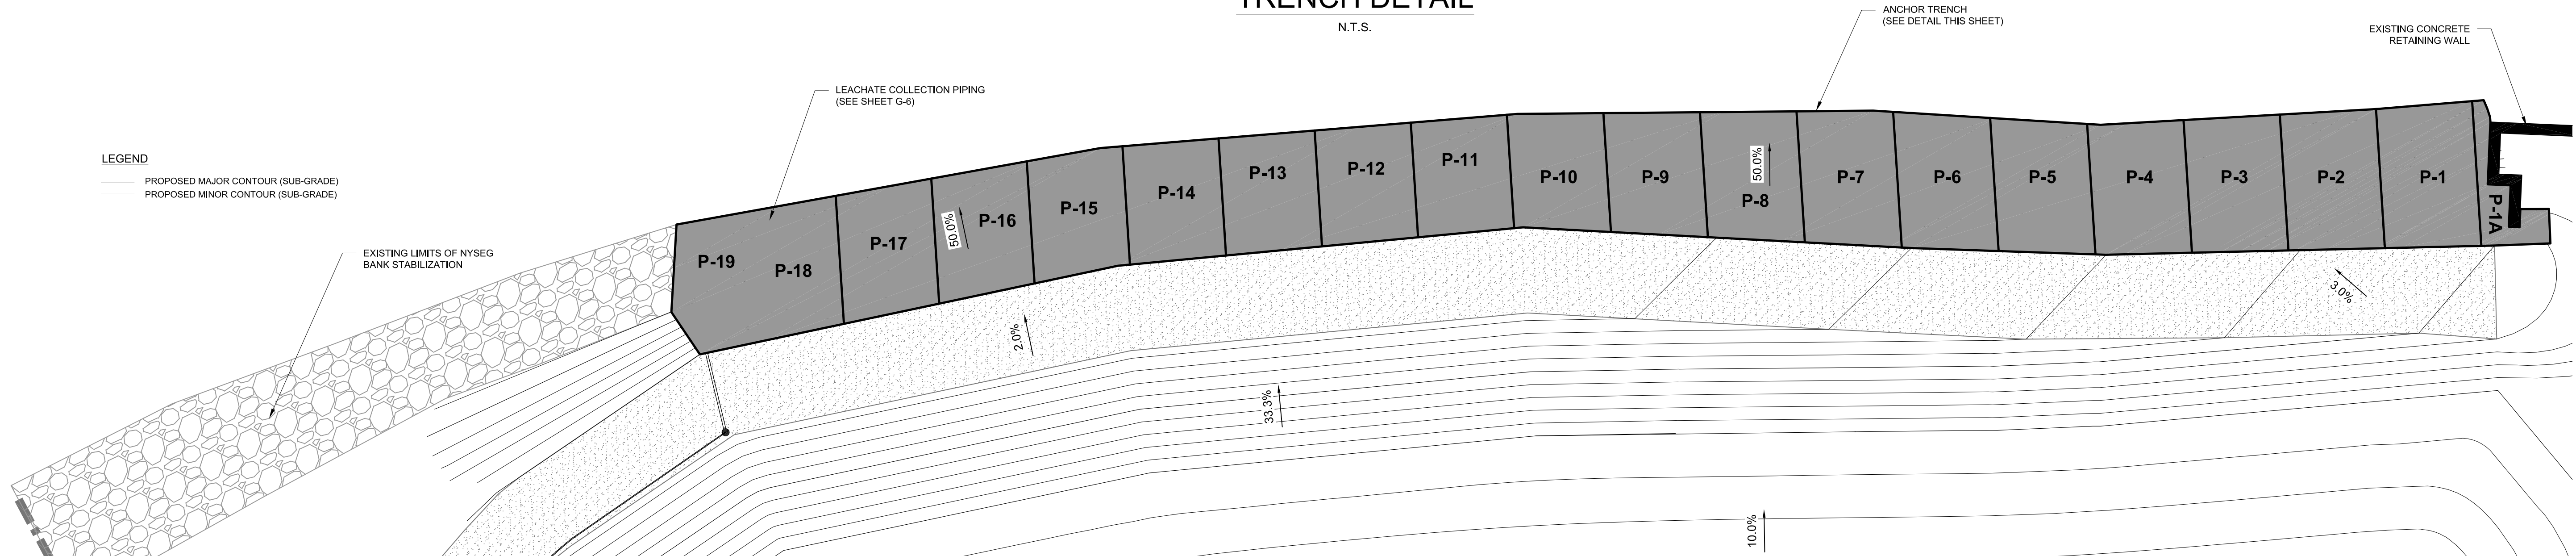 TRENCH DETAIL
N.T.S.
ANCHOR TRENCH
(SEE DETAIL THIS SHEET)
EXISTING CONCRETE
RETAINING WALL
LEACHATE COLLECTION PIPING
(SEE SHEET G-6)
LEGEND
PROPOSED MAJOR CONTOUR (SUB-GRADE)
PROPOSED MINOR CONTOUR (SUB-GRADE)
EXISTING LIMITS OF NYSEG
BANK STABILIZATION
P-19
P-18
P-17
50.0%
P-16
P-15
P-14
P-13
P-12
P-11
P-10
P-9
50.0%
P-8
P-7
P-6
P-5
P-4
P-3
P-2
P-1
P-1A
2.0%
3.0%
33.3%
10.0%